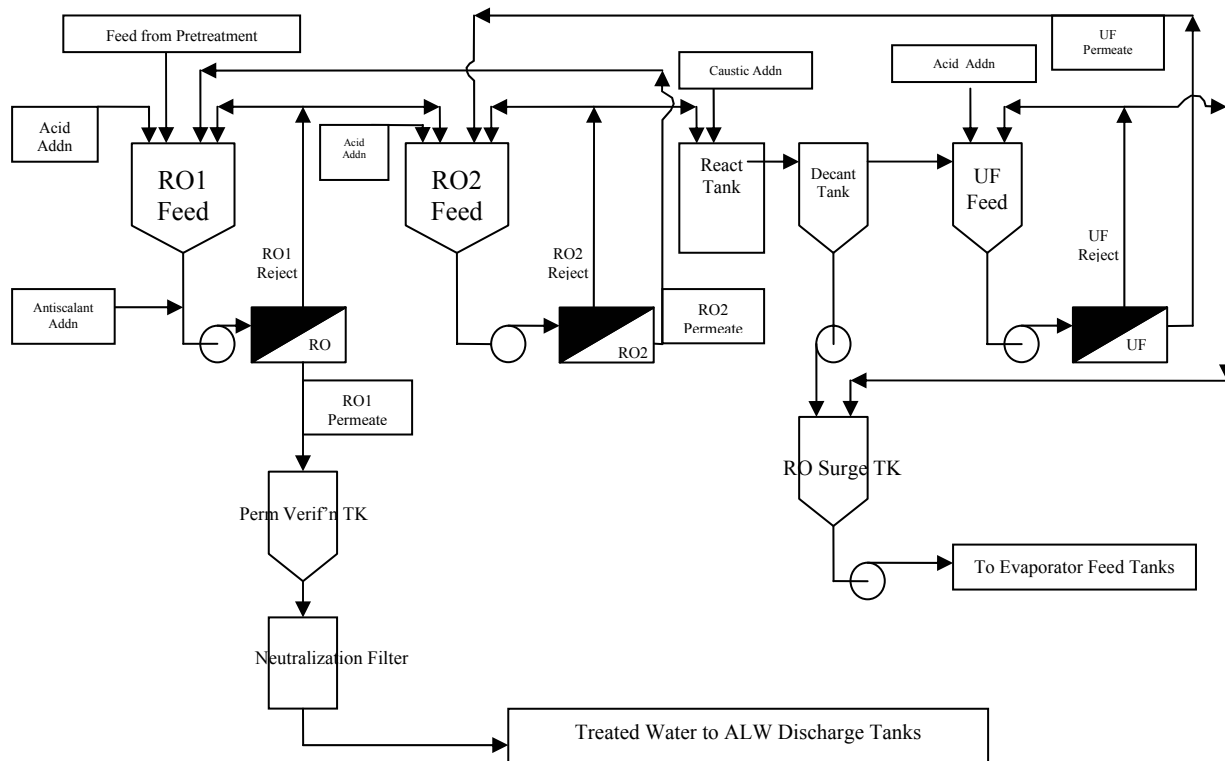 Feed from Pretreatment
UF
Permeate
Caustic Addn
Acid  Addn
Acid
Addn
Acid
Addn
RO1
Feed
RO2
Feed
React
Tank
Decant
Tank
UF
Feed
RO1
Reject
RO2
Reject
UF
Reject
Antiscalant
Addn
RO
RO2
RO2
Permeate
UF
RO1
Permeate
RO Surge TK
Perm Verif’n TK
To Evaporator Feed Tanks
Neutralization Filter
Treated Water to ALW Discharge Tanks